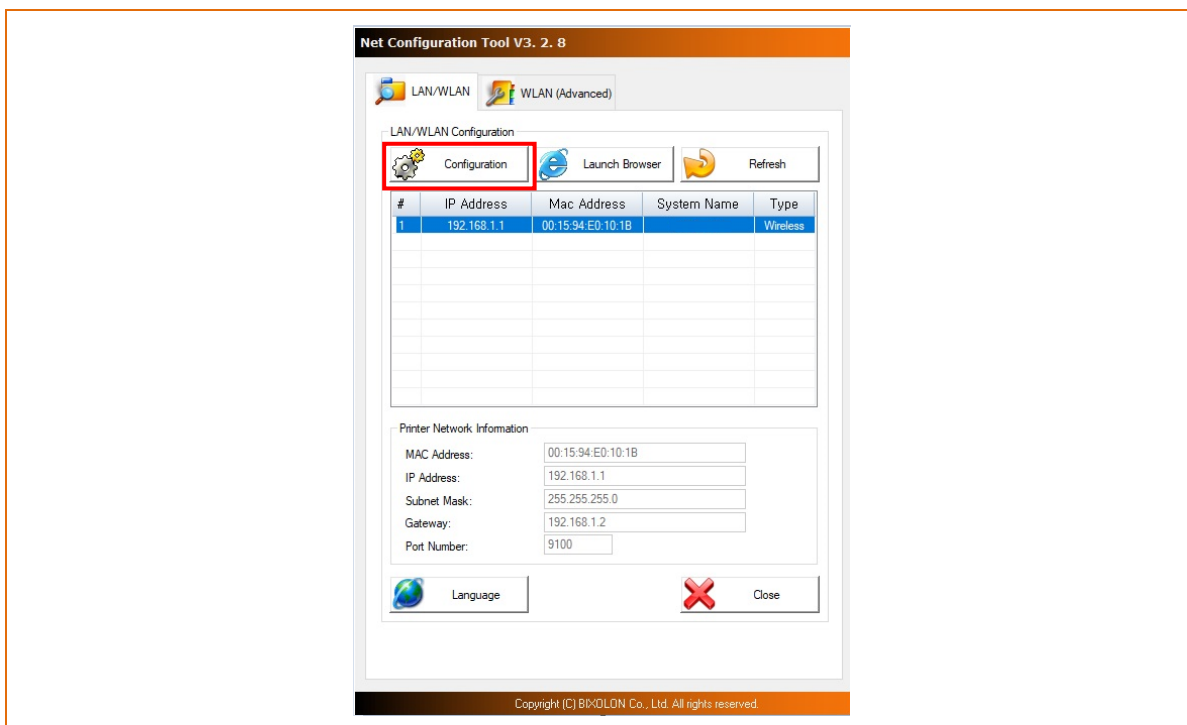 Net Configuration Tool V3. 2. 8
LAN/WLAN WLAN (Advanced)
LAN/WLAN Configuration
Configuration Launch Browser Refresh
# IP Address Mac Address System Name Type
1 192.168.1.1 00:15:94:E0:10:1B Wireless
Printer Network Information
MAC Address: 00:15:94:E0:10:1B
IP Address: 192.168.1.1
Subnet Mask: 255.255.255.0
Gateway: 192.168.1.2
Port Number: 9100
Language Close
Copyright (C) BIXOLON Co., Ltd. All rights reserved.